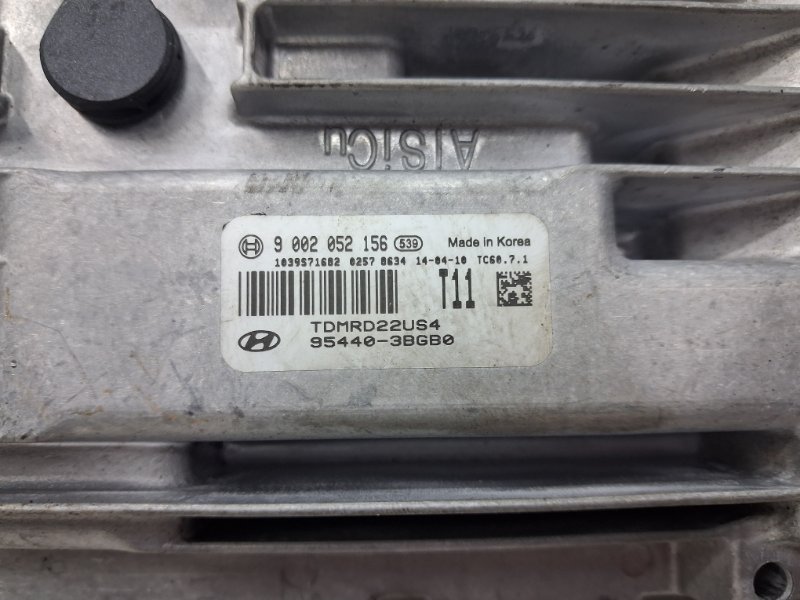 AlSiCu
9 002 052 156 539 Made in Korea
1039S71682 0257 8634 14-04-10 TC60.7.1
T11
TDMRD22US4
95440-3BGB0